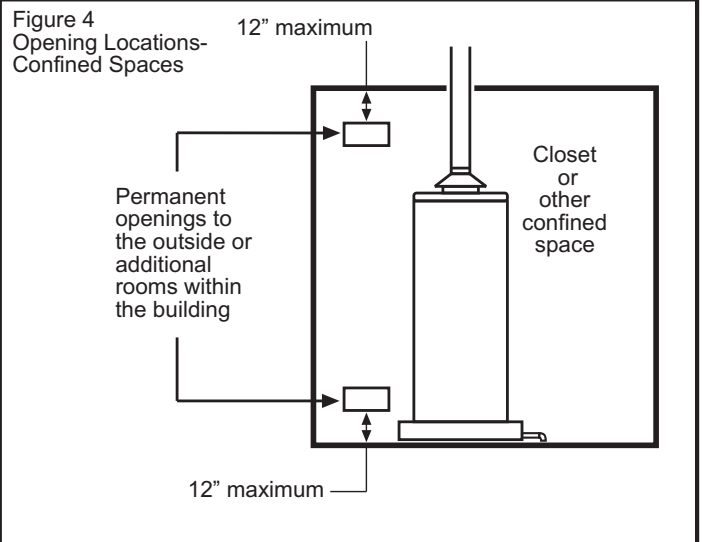 Figure 4
Opening Locations-
Confined Spaces
12” maximum
Closet
or
other
confined
space
Permanent
openings to
the outside or
additional
rooms within
the building
12” maximum